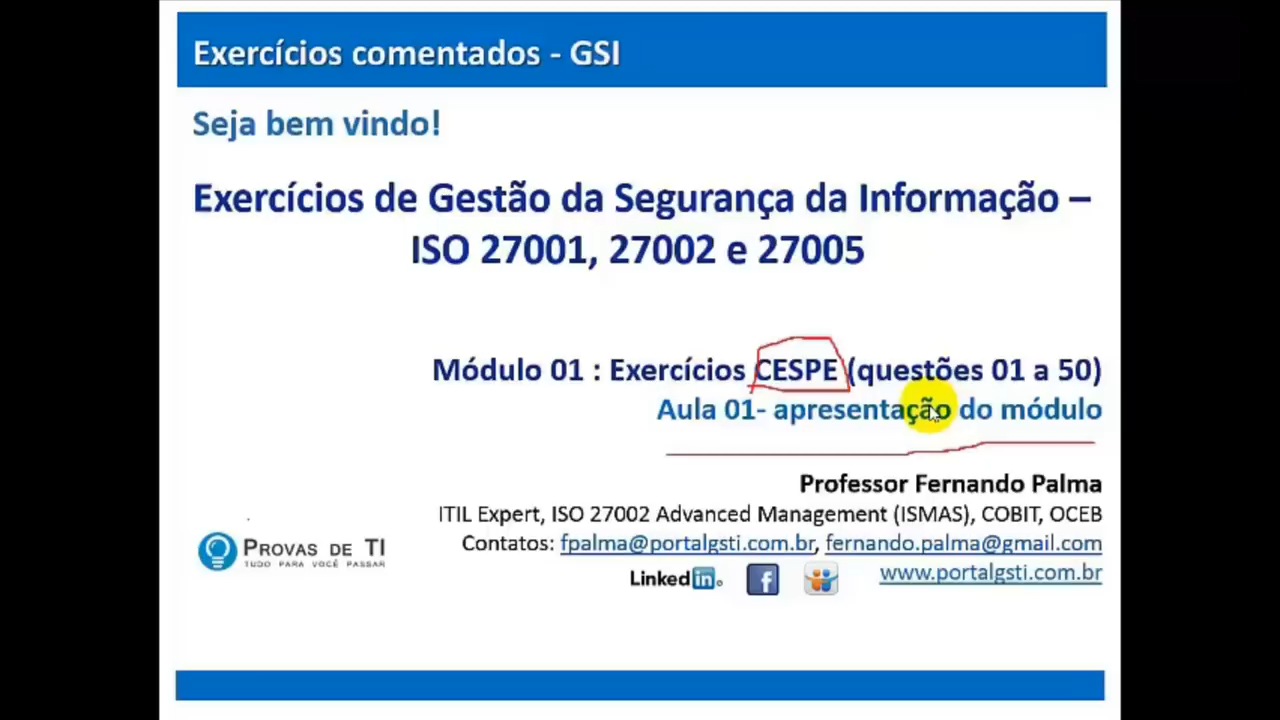 Exercícios comentados - GSI
Seja bem vindo!
Exercícios de Gestão da Segurança da Informação –
ISO 27001, 27002 e 27005
Módulo 01 : Exercícios CESPE (questões 01 a 50)
Aula 01- apresentação do módulo
Professor Fernando Palma
ITIL Expert, ISO 27002 Advanced Management (ISMAS), COBIT, OCEB
Contatos: fpalma@portalgsti.com.br, fernando.palma@gmail.com
Linked in
f
www.portalgsti.com.br
PROVAS DE TI
TUDO PARA VOCÊ PASSAR